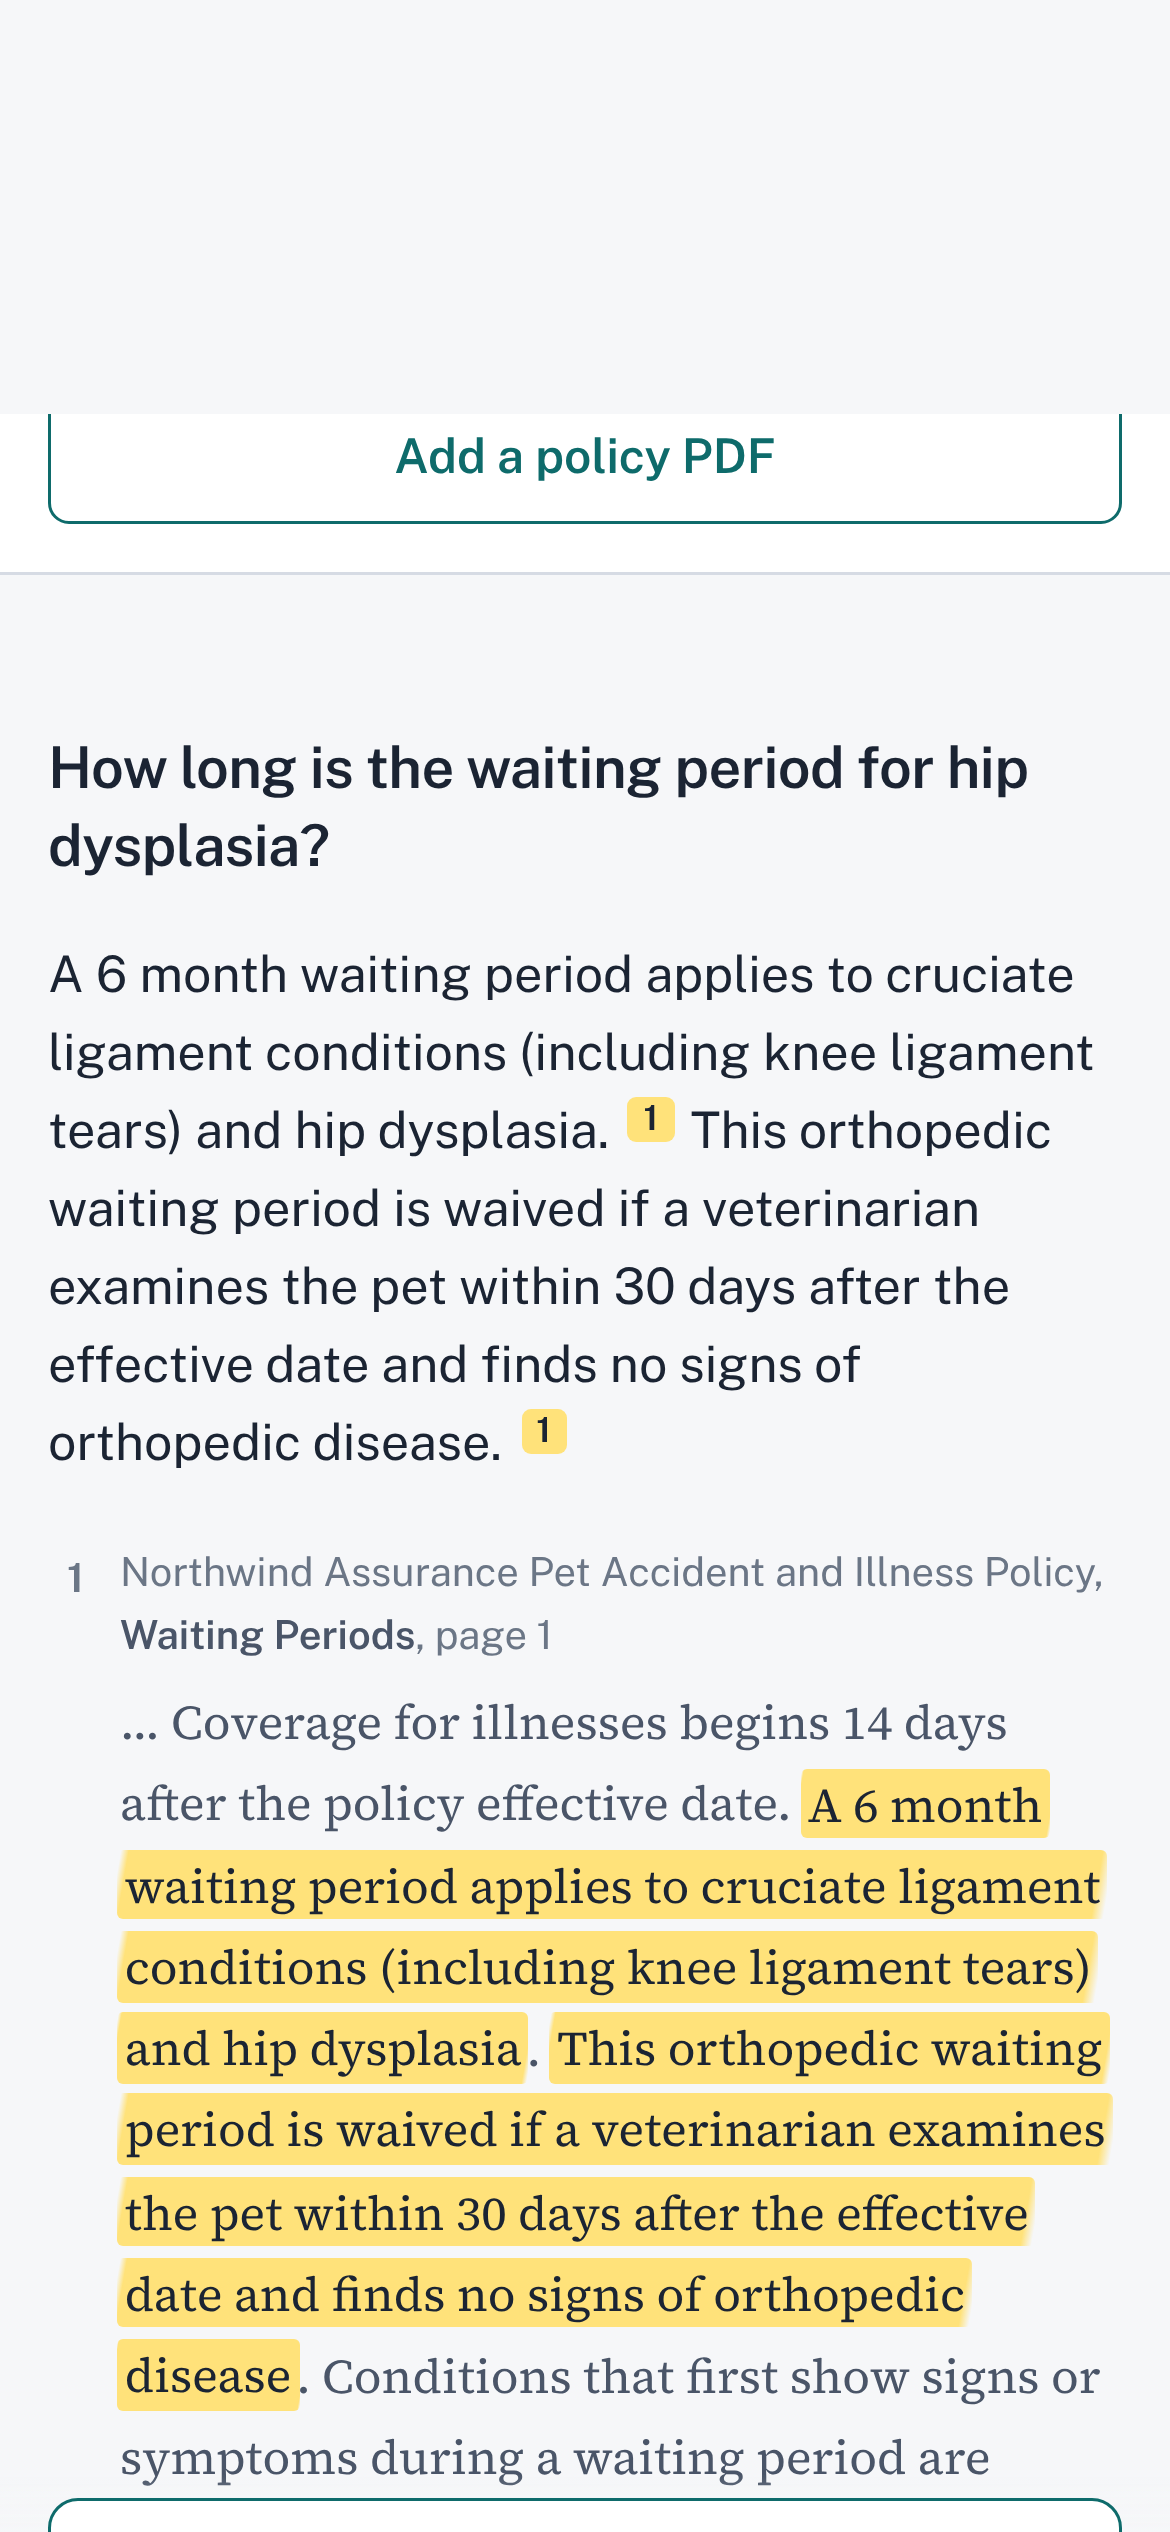 Add a policy PDF
How long is the waiting period for hip
dysplasia?
A 6 month waiting period applies to cruciate
ligament conditions (including knee ligament
tears) and hip dysplasia. 1 This orthopedic
waiting period is waived if a veterinarian
examines the pet within 30 days after the
effective date and finds no signs of
orthopedic disease. 1
1 Northwind Assurance Pet Accident and Illness Policy,
Waiting Periods, page 1
... Coverage for illnesses begins 14 days
after the policy effective date. A 6 month
waiting period applies to cruciate ligament
conditions (including knee ligament tears)
and hip dysplasia. This orthopedic waiting
period is waived if a veterinarian examines
the pet within 30 days after the effective
date and finds no signs of orthopedic
disease. Conditions that first show signs or
symptoms during a waiting period are